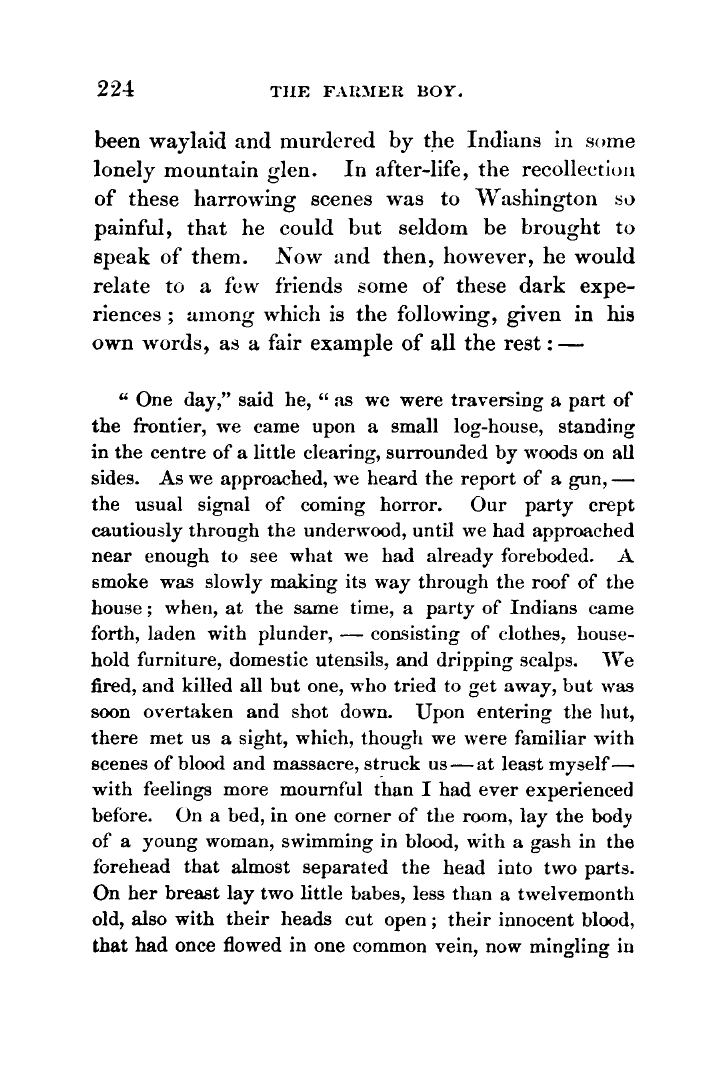 224 THE FARMER BOY.
been waylaid and murdered by the Indians in some
lonely mountain glen. In after-life, the recollection
of these harrowing scenes was to Washington so
painful, that he could but seldom be brought to
speak of them. Now and then, however, he would
relate to a few friends some of these dark expe-
riences ; among which is the following, given in his
own words, as a fair example of all the rest : —
“ One day,” said he, “ as we were traversing a part of
the frontier, we came upon a small log-house, standing
in the centre of a little clearing, surrounded by woods on all
sides. As we approached, we heard the report of a gun, —
the usual signal of coming horror. Our party crept
cautiously through the underwood, until we had approached
near enough to see what we had already foreboded. A
smoke was slowly making its way through the roof of the
house ; when, at the same time, a party of Indians came
forth, laden with plunder, — consisting of clothes, house-
hold furniture, domestic utensils, and dripping scalps. We
fired, and killed all but one, who tried to get away, but was
soon overtaken and shot down. Upon entering the hut,
there met us a sight, which, though we were familiar with
scenes of blood and massacre, struck us — at least myself —
with feelings more mournful than I had ever experienced
before. On a bed, in one corner of the room, lay the body
of a young woman, swimming in blood, with a gash in the
forehead that almost separated the head into two parts.
On her breast lay two little babes, less than a twelvemonth
old, also with their heads cut open ; their innocent blood,
that had once flowed in one common vein, now mingling in